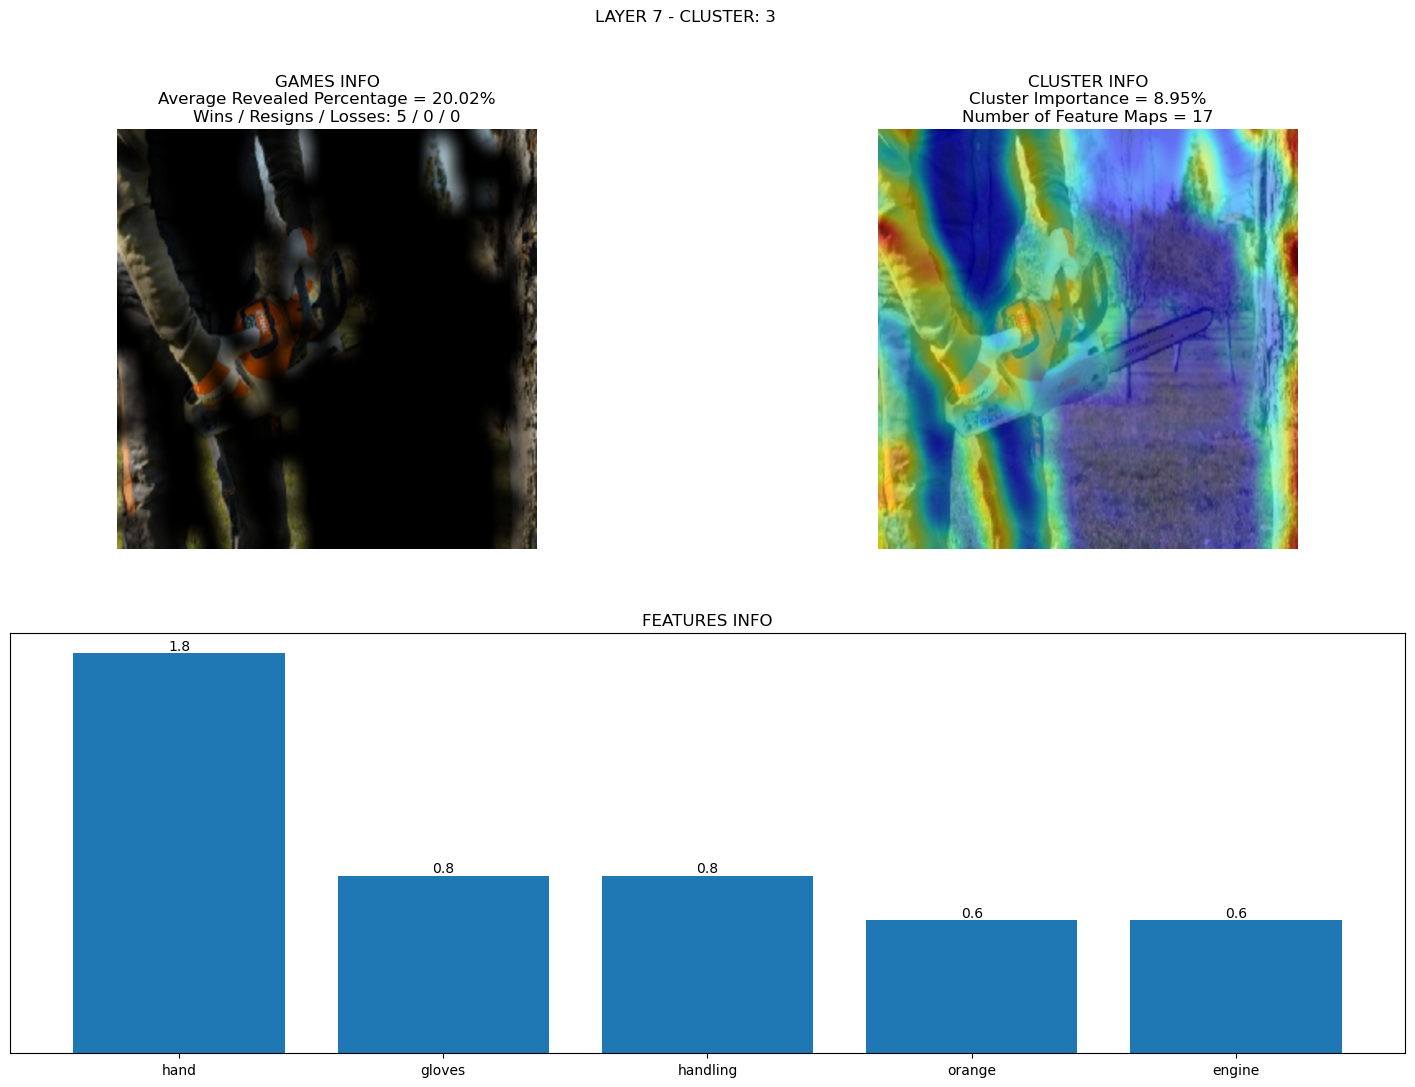 LAYER 7 - CLUSTER: 3
GAMES INFO
Average Revealed Percentage = 20.02%
Wins / Resigns / Losses: 5 / 0 / 0
CLUSTER INFO
Cluster Importance = 8.95%
Number of Feature Maps = 17
FEATURES INFO
1.8
0.8
0.8
0.6
0.6
hand
gloves
handling
orange
engine